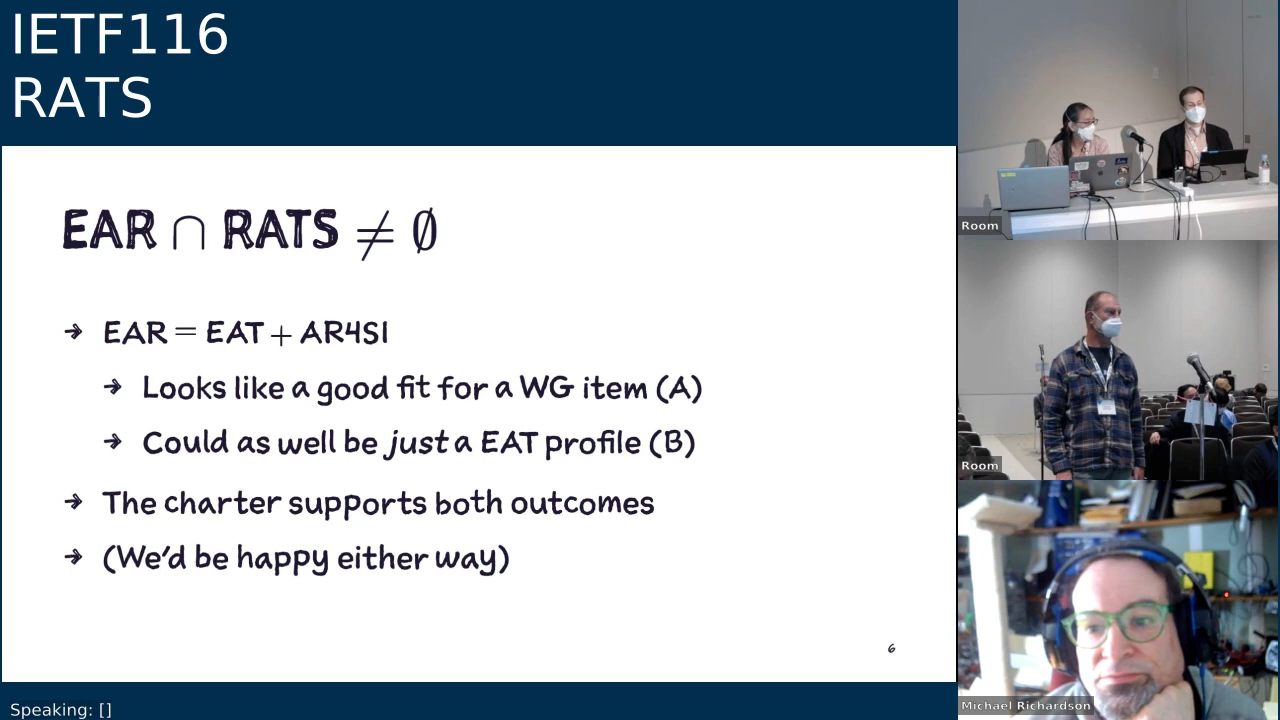 IETF116
RATS
EAR ∩ RATS ≠ ∅
→ EAR = EAT + AR4SI
→ Looks like a good fit for a WG item (A)
→ Could as well be just a EAT profile (B)
→ The charter supports both outcomes
→ (We'd be happy either way)
6
Speaking: []
Room
Room
Michael Richardson